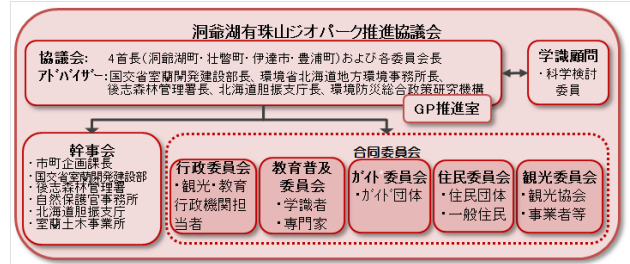 洞爺湖有珠山ジオパーク推進協議会
協議会: 4首長(洞爺湖町・壮瞥町・伊達市・豊浦町)および各委員会長
ｱﾄﾞﾊﾞｲｻﾞｰ:国交省室蘭開発建設部長、環境省北海道地方環境事務所長、
後志森林管理署長、北海道胆振支庁長、環境防災総合政策研究機構
GP推進室
学識顧問
・科学検討
委員
幹事会
・市町企画課長
・国交省室蘭開発建設部
・後志森林管理署
・自然保護官事務所
・北海道胆振支庁
・室蘭土木事業所
合同委員会
行政委員会
・観光・教育
行政機関担
当者
教育普及
委員会
・学識者
・専門家
ｶﾞｲﾄﾞ委員会
・ｶﾞｲﾄﾞ団体
住民委員会
・住民団体
・一般住民
観光委員会
・観光協会
・事業者等